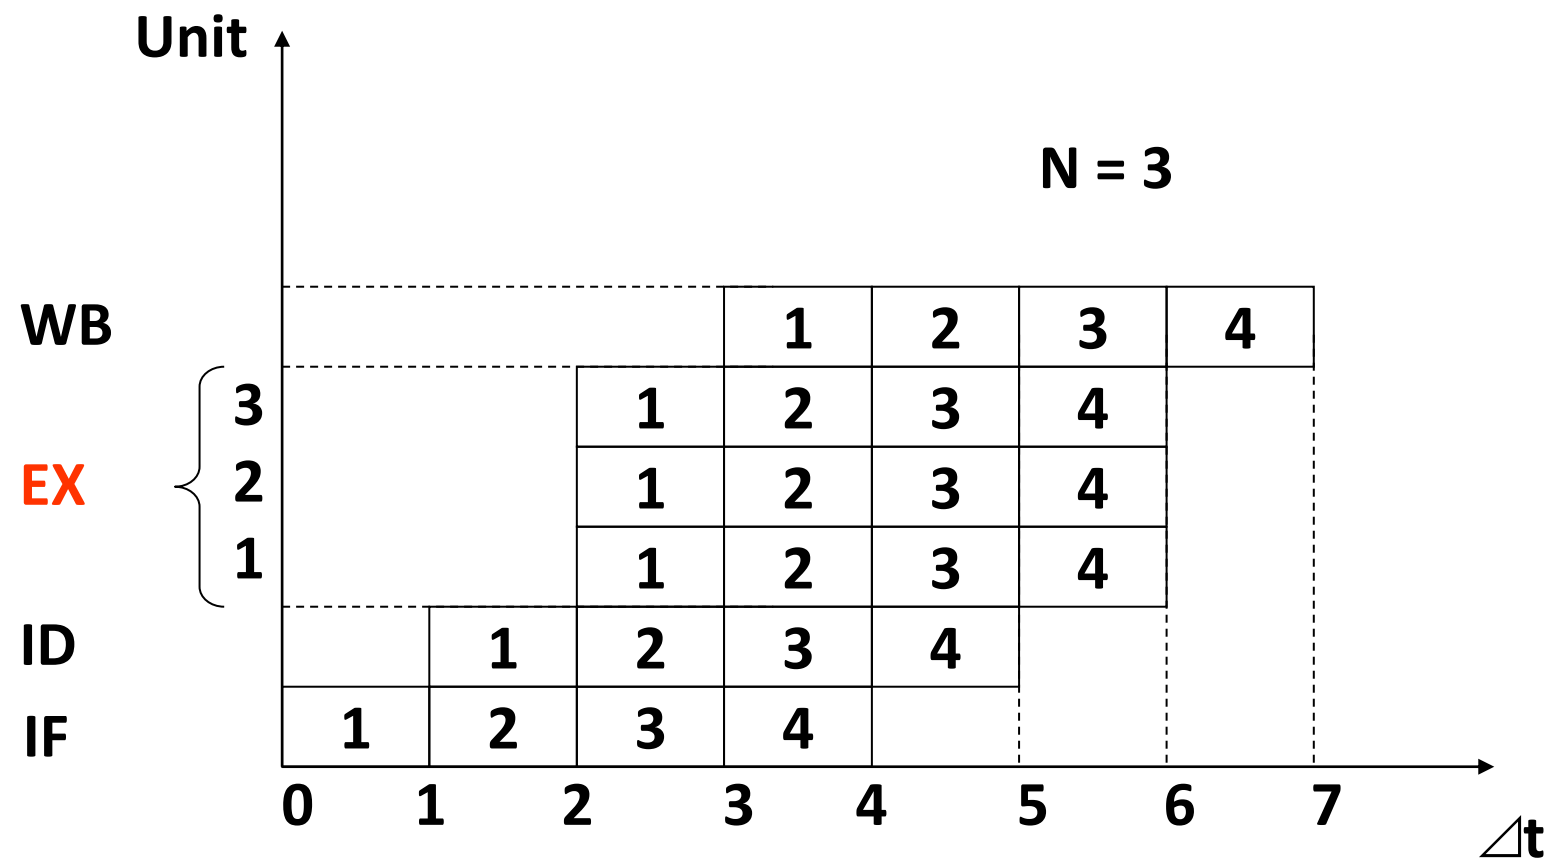 Unit
N = 3
WB 1 2 3 4
3 1 2 3 4
EX 2 1 2 3 4
1 1 2 3 4
ID 1 2 3 4
IF 1 2 3 4
0 1 2 3 4 5 6 7
⊿t